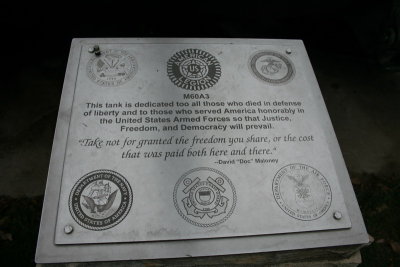 M60A3
This tank is dedicated too all those who died in defense
of liberty and to those who served America honorably in
the United States Armed Forces so that Justice,
Freedom, and Democracy will prevail.
"Take not for granted the freedom you share, or the cost
that was paid both here and there."
--David "Doc" Maloney